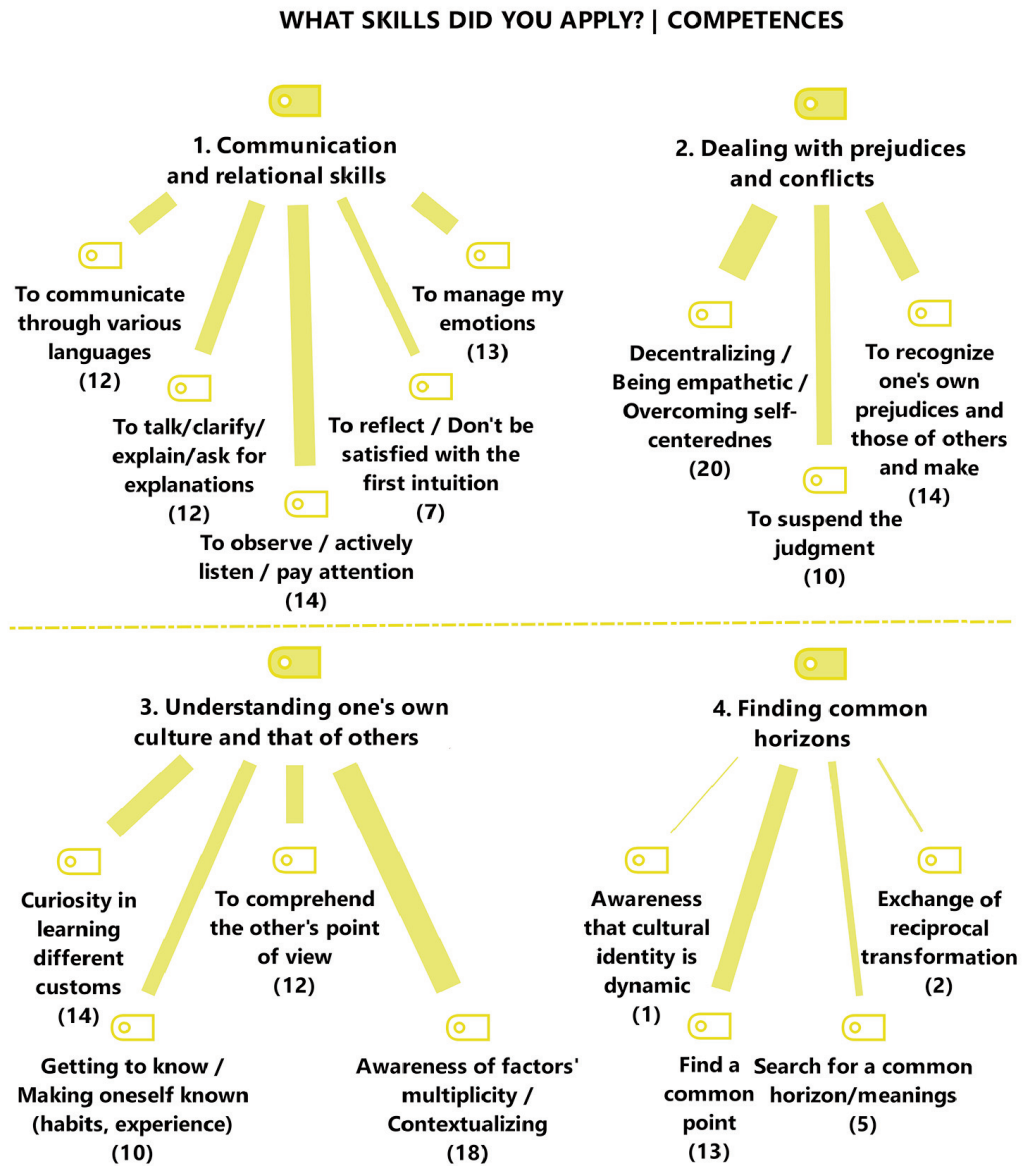 WHAT SKILLS DID YOU APPLY? | COMPETENCES
1. Communication
and relational skills
To communicate
through various
languages
(12)
To talk/clarify/
explain/ask for
explanations
(12)
To observe / actively
listen / pay attention
(14)
To reflect / Don't be
satisfied with the
first intuition
(7)
To manage my
emotions
(13)
2. Dealing with prejudices
and conflicts
Decentralizing /
Being empathetic /
Overcoming self-
centerednes
(20)
To suspend the
judgment
(10)
To recognize
one's own
prejudices and
those of others
and make
(14)
3. Understanding one's own
culture and that of others
Curiosity in
learning
different
customs
(14)
Getting to know /
Making oneself known
(habits, experience)
(10)
To comprehend
the other's point
of view
(12)
Awareness of factors'
multiplicity /
Contextualizing
(18)
4. Finding common
horizons
Awareness
that cultural
identity is
dynamic
(1)
Find a
common
point
(13)
Search for a common
horizon/meanings
(5)
Exchange of
reciprocal
transformation
(2)